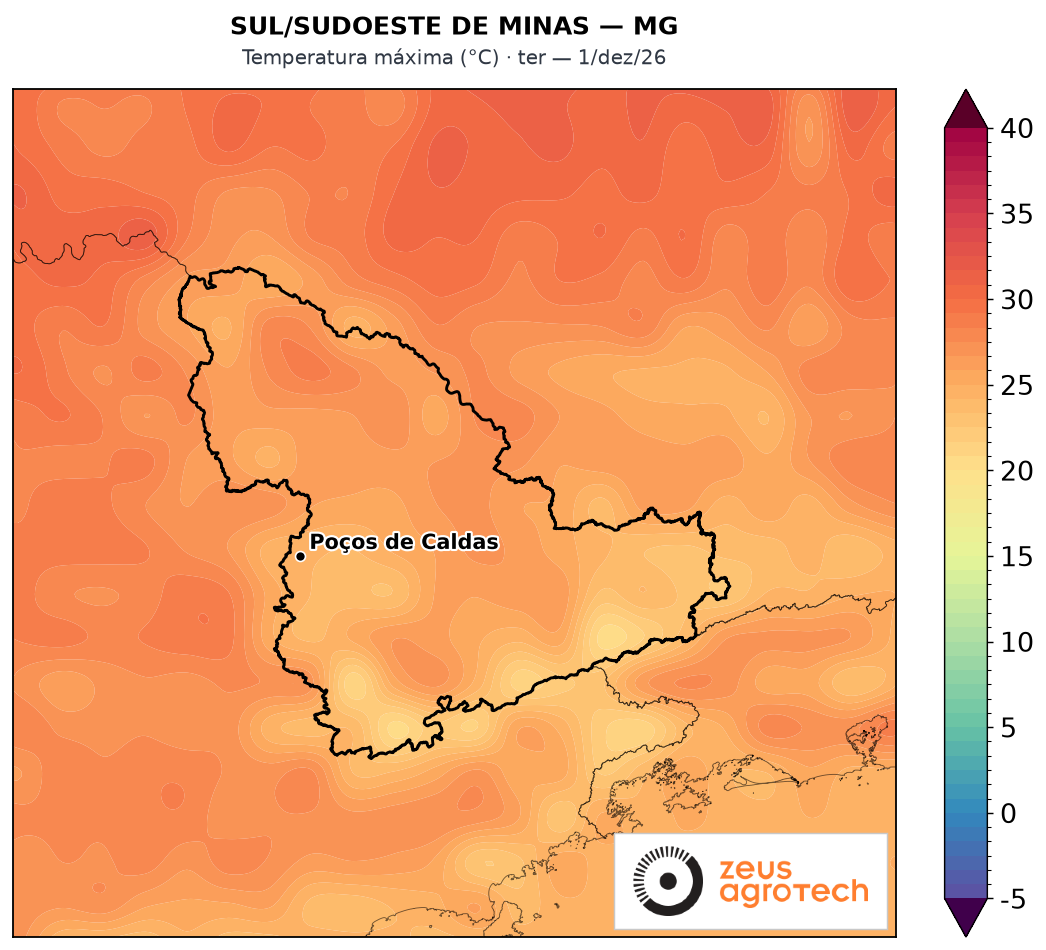 SUL/SUDOESTE DE MINAS — MG
Temperatura máxima (°C) · ter — 1/dez/26
40
35
30
25
20
15
10
5
0
-5
Poços de Caldas
zeus
agrotech